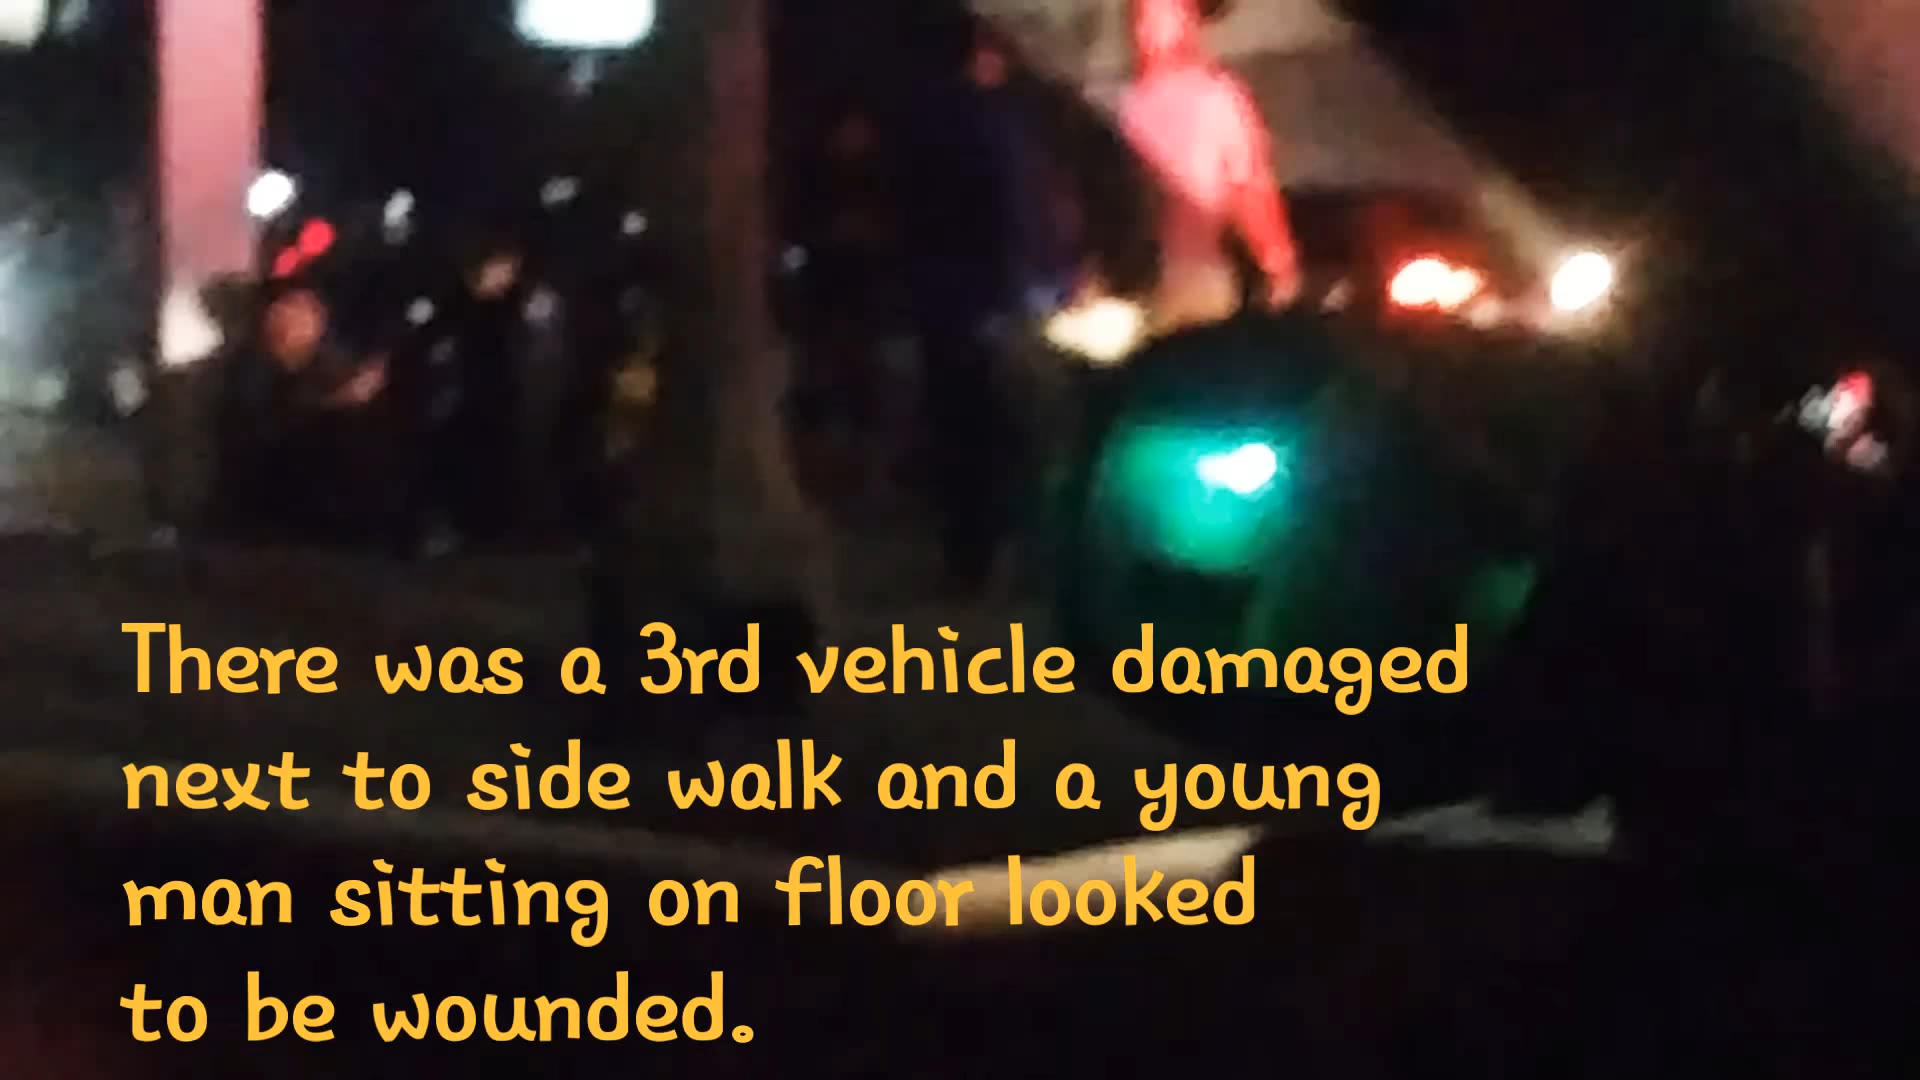 There was a 3rd vehicle damaged
next to side walk and a young
man sitting on floor looked
to be wounded.